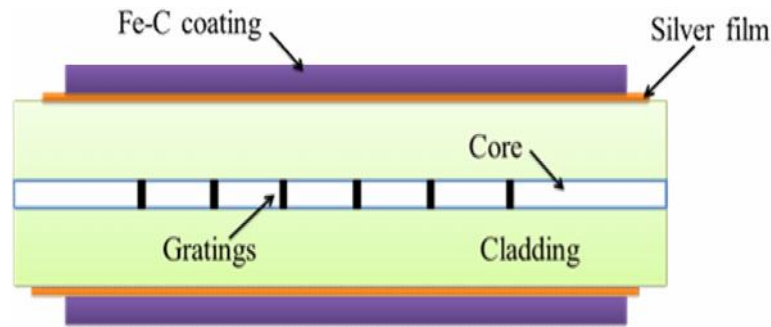 Fe-C coating
Silver film
Core
Gratings
Cladding